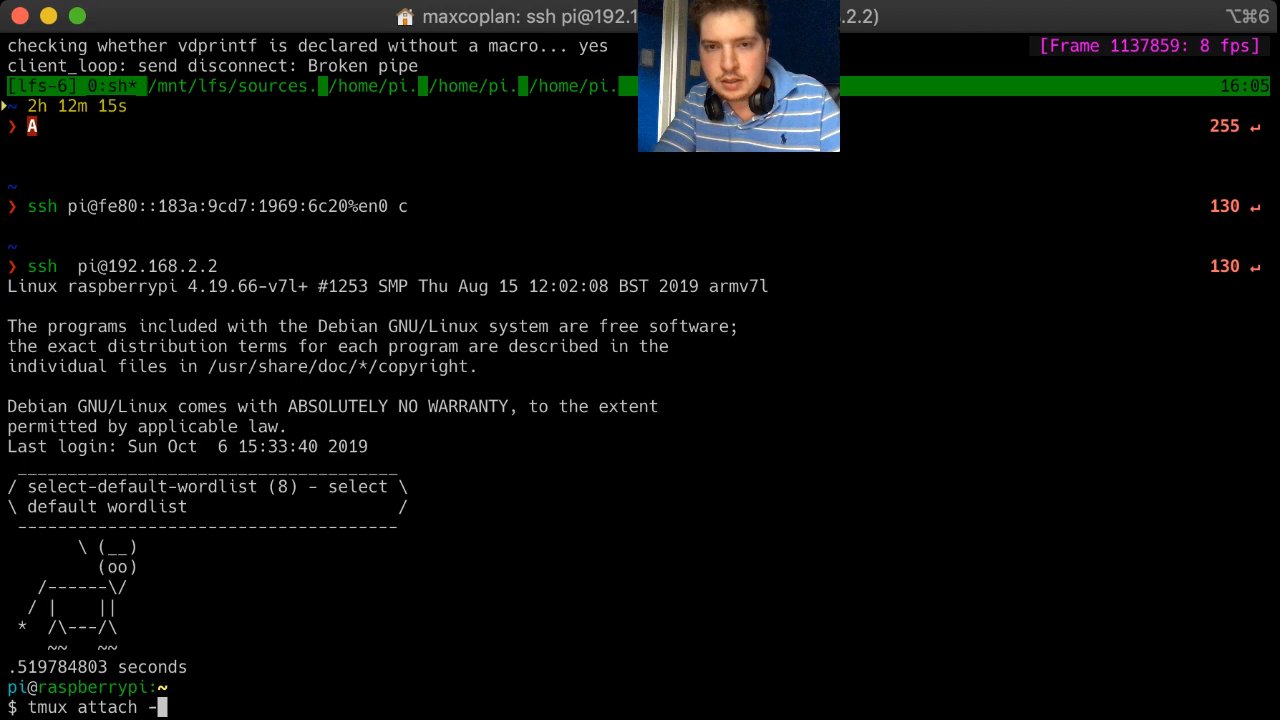 maxcoplan: ssh pi@192.1 2.2) ⌥⌘6
checking whether vdprintf is declared without a macro... yes [Frame 1137859: 8 fps]
client_loop: send disconnect: Broken pipe
[lfs-6] 0:sh* /mnt/lfs/sources. /home/pi. /home/pi. /home/pi. 16:05
~ 2h 12m 15s
❯ A 255 ↵
~
❯ ssh pi@fe80::183a:9cd7:1969:6c20%en0 c 130 ↵
~
❯ ssh  pi@192.168.2.2 130 ↵
Linux raspberrypi 4.19.66-v7l+ #1253 SMP Thu Aug 15 12:02:08 BST 2019 armv7l
The programs included with the Debian GNU/Linux system are free software;
the exact distribution terms for each program are described in the
individual files in /usr/share/doc/*/copyright.
Debian GNU/Linux comes with ABSOLUTELY NO WARRANTY, to the extent
permitted by applicable law.
Last login: Sun Oct  6 15:33:40 2019
 ______________________________________
/ select-default-wordlist (8) - select \
\ default wordlist                     /
 --------------------------------------
       \ (__)
         (oo)
   /------\/
  / |    ||
 *  /\---/\
    ~~   ~~
.519784803 seconds
pi@raspberrypi:~
$ tmux attach -